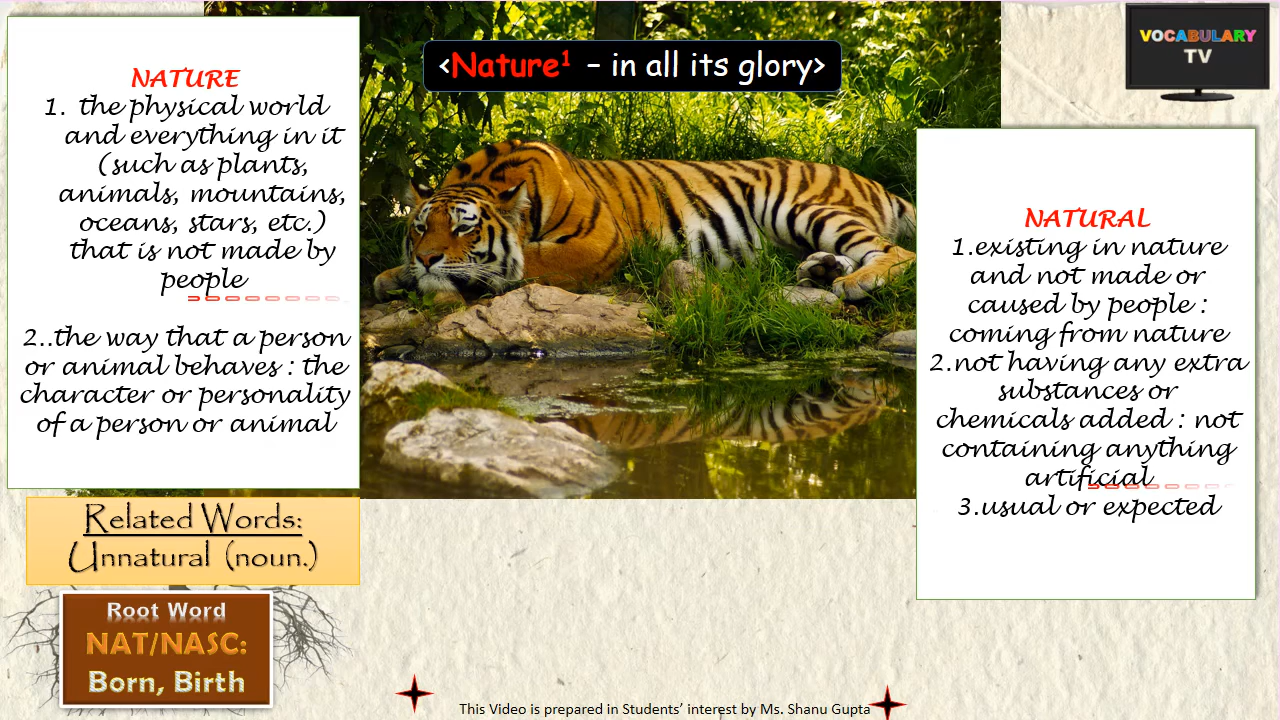 NATURE
1. the physical world
and everything in it
(such as plants,
animals, mountains,
oceans, stars, etc.)
that is not made by
people
2..the way that a person
or animal behaves : the
character or personality
of a person or animal
<Nature¹ – in all its glory>
VOCABULARY
TV
NATURAL
1.existing in nature
and not made or
caused by people :
coming from nature
2.not having any extra
substances or
chemicals added : not
containing anything
artificial
3.usual or expected
Related Words:
Unnatural (noun.)
Root Word
NAT/NASC:
Born, Birth
This Video is prepared in Students’ interest by Ms. Shanu Gupta